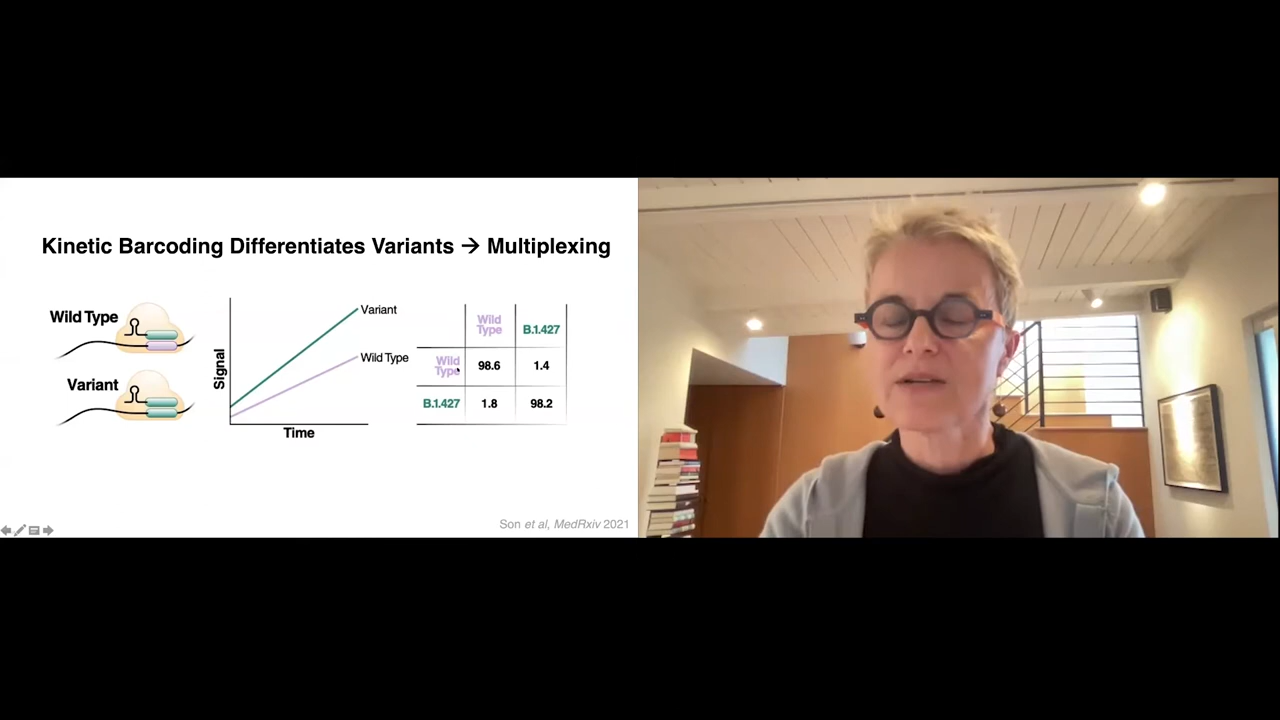 Kinetic Barcoding Differentiates Variants → Multiplexing
Wild Type
Variant
Signal
Time
Variant
Wild Type
Wild
Type
B.1.427
Wild
Type
98.6
1.4
B.1.427
1.8
98.2
Son et al, MedRxiv 2021